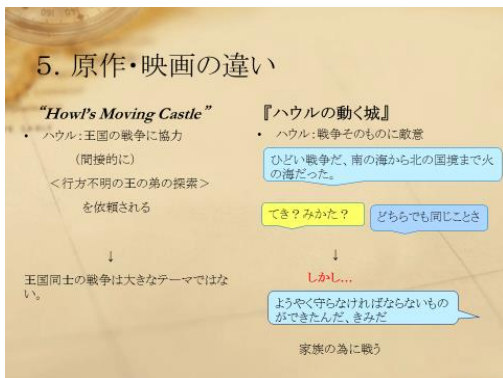 5. 原作・映画の違い
“Howl's Moving Castle”
• ハウル:王国の戦争に協力
(間接的に)
<行方不明の王の弟の探索>
を依頼される
↓
王国同士の戦争は大きなテーマではな
い。
『ハウルの動く城』
• ハウル:戦争そのものに敵意
ひどい戦争だ、南の海から北の国境まで火
の海だった。
てき?みかた?
どちらでも同じことさ
↓
しかし...
ようやく守らなければならないもの
ができたんだ、きみだ
家族の為に戦う